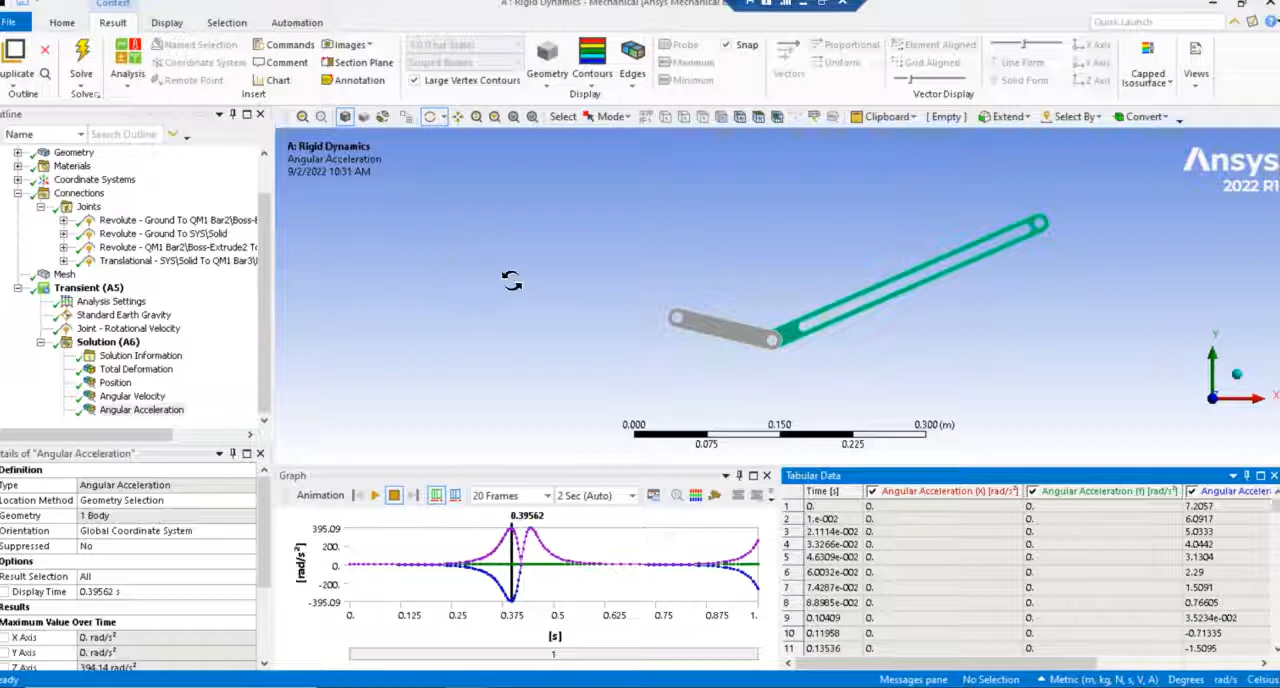 Context
A : Rigid Dynamics - Mechanical [Ansys Mechanical E
File Home Result Display Selection Automation
Quick Launch
uplicate
Outline
Solve
Solver
Analysis
Named Selection
Coordinate System
Remote Point
Commands
Comment
Chart
Images
Section Plane
Annotation
Insert
Large Vertex Contours
Geometry Contours Edges
Display
Probe
Maximum
Minimum
Snap
Vectors
Proportional
Uniform
Element Aligned
Grid Aligned
Line Form
Solid Form
X Axis
Y Axis
Z Axis
Vector Display
Capped
Isosurface
Views
utline
Name Search Outline
Select Mode Clipboard [ Empty ] Extend Select By Convert
Geometry
Materials
Coordinate Systems
Connections
Joints
Revolute - Ground To QM1 Bar2\Boss-E
Revolute - Ground To SYS\Solid
Revolute - QM1 Bar2\Boss-Extrude2 To
Translational - SYS\Solid To QM1 Bar3\
Mesh
Transient (A5)
Analysis Settings
Standard Earth Gravity
Joint - Rotational Velocity
Solution (A6)
Solution Information
Total Deformation
Position
Angular Velocity
Angular Acceleration
A: Rigid Dynamics
Angular Acceleration
9/2/2022 10:31 AM
Ansys
2022 R1
Y
X
0.000 0.150 0.300 (m)
0.075 0.225
etails of "Angular Acceleration"
Definition
Type Angular Acceleration
Location Method Geometry Selection
Geometry 1 Body
Orientation Global Coordinate System
Suppressed No
Options
Result Selection All
Display Time 0.39562 s
Results
Maximum Value Over Time
X Axis 0. rad/s²
Y Axis 0. rad/s²
Z Axis 394.14 rad/s²
Graph
Animation 20 Frames 2 Sec (Auto)
0.39562
395.09
200.
0.
-200.
-395.09
[rad/s²]
0. 0.125 0.25 0.375 0.5 0.625 0.75 0.875 1.
[s]
1
Tabular Data
Time [s] Angular Acceleration (X) [rad/s²] Angular Acceleration (Y) [rad/s²] Angular Acceler
1 0. 0. 0. 7.2057
2 1.e-002 0. 0. 6.0917
3 2.1114e-002 0. 0. 5.0333
4 3.3266e-002 0. 0. 4.0442
5 4.6309e-002 0. 0. 3.1304
6 6.0032e-002 0. 0. 2.29
7 7.4287e-002 0. 0. 1.5091
8 8.8985e-002 0. 0. 0.76605
9 0.10409 0. 0. 3.5234e-002
10 0.11958 0. 0. -0.71335
11 0.13536 0. 0. -1.5095
eady
Messages pane No Selection Metric (m, kg, N, s, V, A) Degrees rad/s Celsius